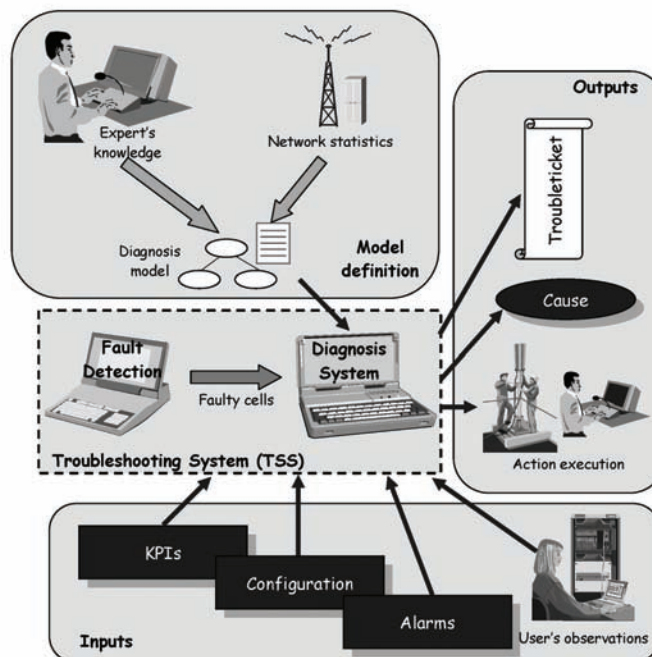 Expert's
knowledge
Network statistics
Diagnosis
model
Model
definition
Outputs
Troubleticket
Cause
Action execution
Fault
Detection
Faulty cells
Diagnosis
System
Troubleshooting System (TSS)
KPIs
Configuration
Alarms
User's observations
Inputs